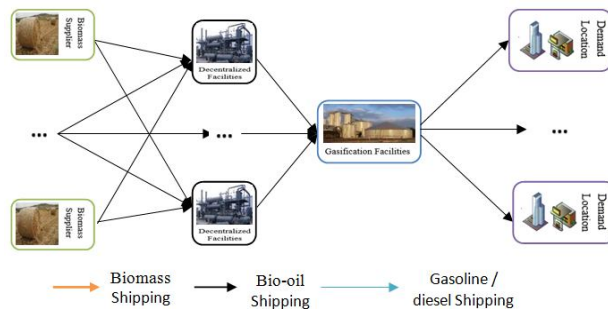 Biomass
Supplier
Decentralized Facilities
Demand
Location
...
...
Gasification Facilities
...
Biomass
Supplier
Decentralized Facilities
Demand
Location
Biomass
Shipping
Bio-oil
Shipping
Gasoline /
diesel Shipping